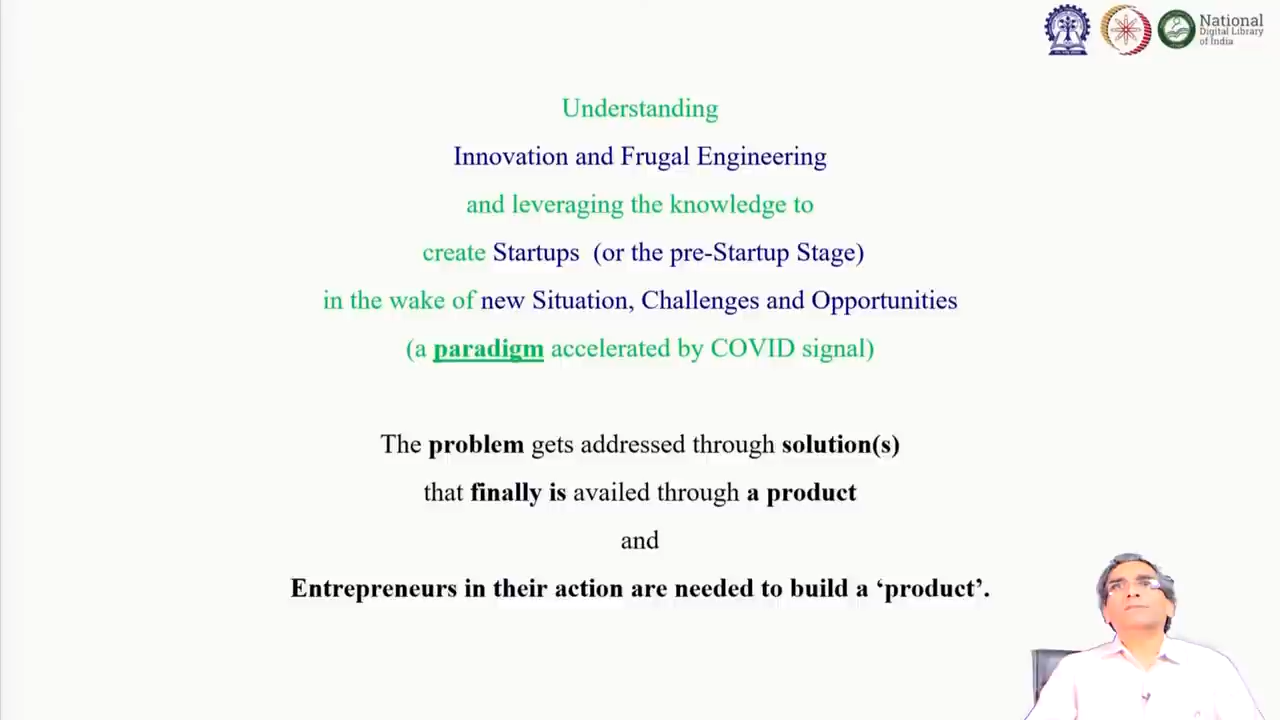 National
Digital Library
of India
Understanding
Innovation and Frugal Engineering
and leveraging the knowledge to
create Startups (or the pre-Startup Stage)
in the wake of new Situation, Challenges and Opportunities
(a paradigm accelerated by COVID signal)
The problem gets addressed through solution(s)
that finally is availed through a product
and
Entrepreneurs in their action are needed to build a ‘product’.